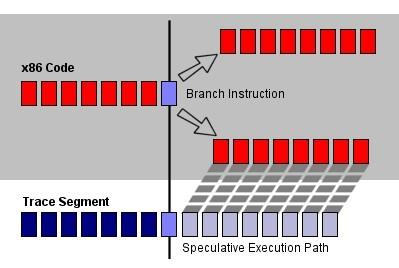 x86 Code
Branch Instruction
Trace Segment
Speculative Execution Path